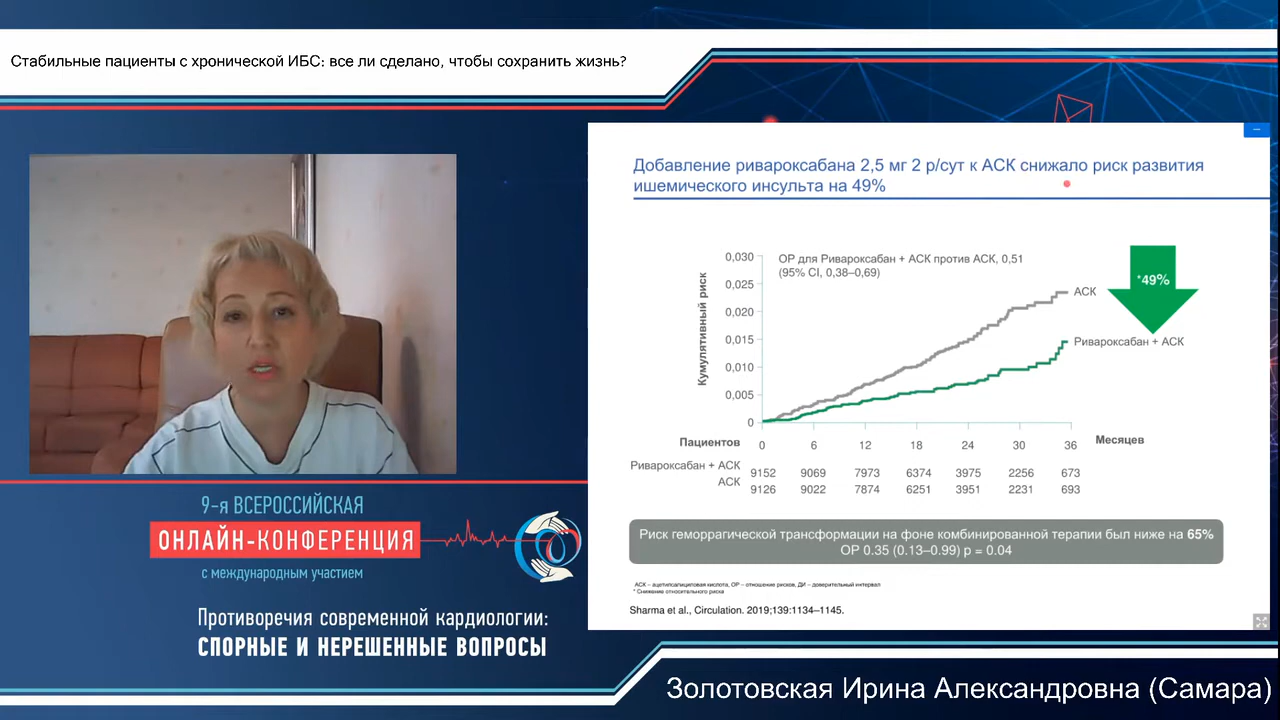 Стабильные пациенты с хронической ИБС: все ли сделано, чтобы сохранить жизнь?
Добавление ривароксабана 2,5 мг 2 р/сут к АСК снижало риск развития
ишемического инсульта на 49%
Кумулятивный риск
0,030
0,025
0,020
0,015
0,010
0,005
0
ОР для Ривароксабан + АСК против АСК, 0,51
(95% CI, 0,38–0,69)
*49%
АСК
Ривароксабан + АСК
Пациентов 0 6 12 18 24 30 36 Месяцев
Ривароксабан + АСК 9152 9069 7973 6374 3975 2256 673
АСК 9126 9022 7874 6251 3951 2231 693
Риск геморрагической трансформации на фоне комбинированной терапии был ниже на 65%
ОР 0.35 (0.13–0.99) p = 0.04
АСК – ацетилсалициловая кислота, ОР – отношение рисков, ДИ – доверительный интервал
* Снижение относительного риска
Sharma et al., Circulation. 2019;139:1134–1145.
9-я ВСЕРОССИЙСКАЯ
ОНЛАЙН-КОНФЕРЕНЦИЯ
с международным участием
Противоречия современной кардиологии:
СПОРНЫЕ И НЕРЕШЕННЫЕ ВОПРОСЫ
Золотовская Ирина Александровна (Самара)